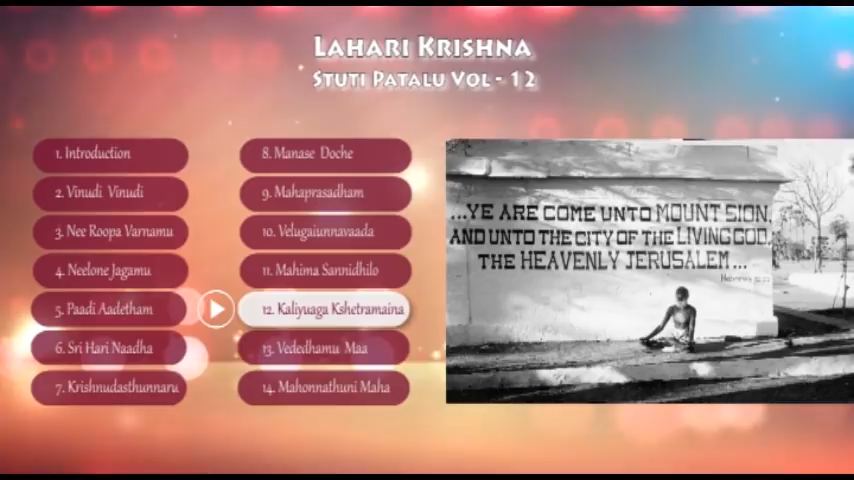 Lahari Krishna
Stuti Patalu Vol - 12
1. Introduction
2. Vinudi Vinudi
3. Nee Roopa Varnamu
4. Neelone Jagamu
5. Paadi Aadetham
6. Sri Hari Naadha
7. Krishnudasthunnaru
8. Manase Doche
9. Mahaprasadham
10. Velugaiunnavaada
11. Mahima Sannidhilo
12. Kaliyuaga Kshetramaina
13. Vededhamu Maa
14. Mahonnathuni Maha
...YE ARE COME UNTO MOUNT SION,
AND UNTO THE CITY OF THE LIVING GOD,
THE HEAVENLY JERUSALEM...